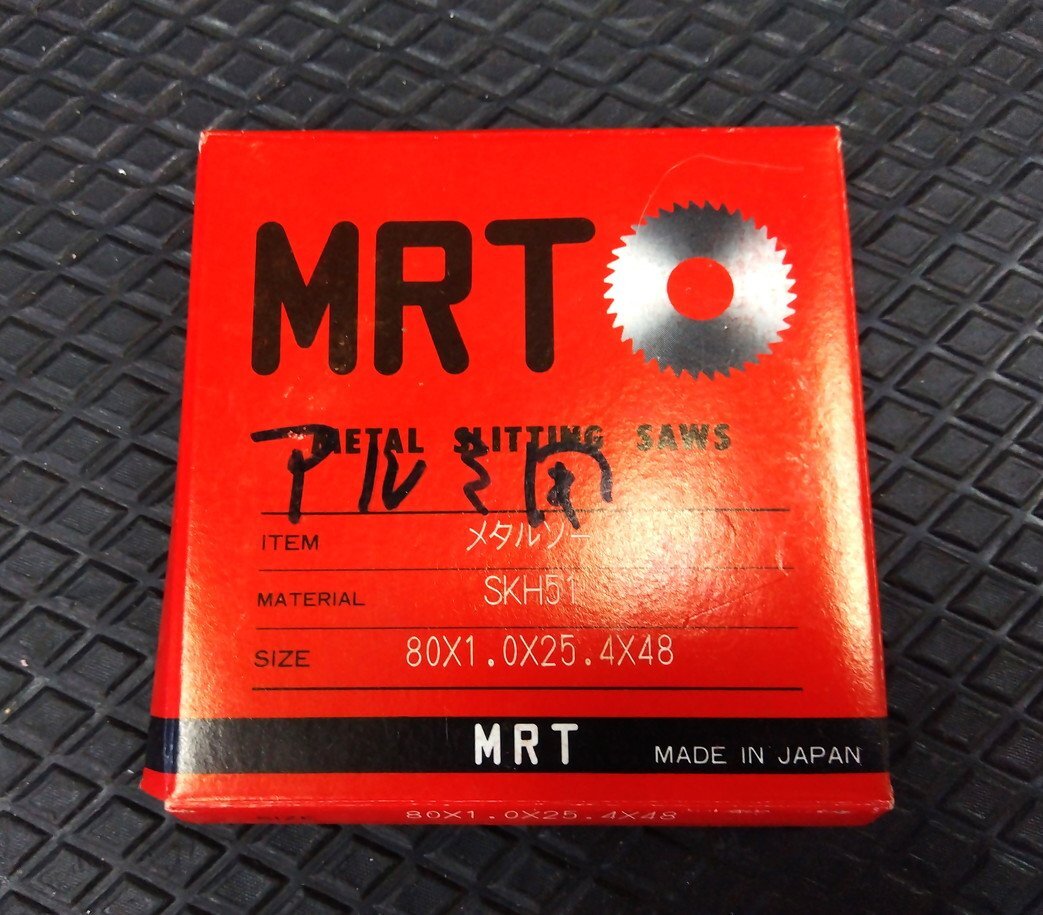 MRT
METAL SLITTING SAWS
アルミ用
ITEM メタルソー
MATERIAL SKH51
SIZE 80X1.0X25.4X48
MRT MADE IN JAPAN
SIZE 80X1.0X25.4X48